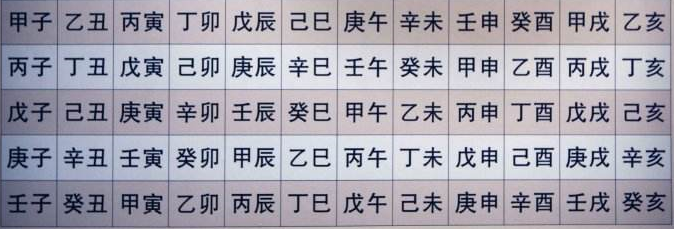 甲子 乙丑 丙寅 丁卯 戊辰 己巳 庚午 辛未 壬申 癸酉 甲戌 乙亥
丙子 丁丑 戊寅 己卯 庚辰 辛巳 壬午 癸未 甲申 乙酉 丙戌 丁亥
戊子 己丑 庚寅 辛卯 壬辰 癸巳 甲午 乙未 丙申 丁酉 戊戌 己亥
庚子 辛丑 壬寅 癸卯 甲辰 乙巳 丙午 丁未 戊申 己酉 庚戌 辛亥
壬子 癸丑 甲寅 乙卯 丙辰 丁巳 戊午 己未 庚申 辛酉 壬戌 癸亥